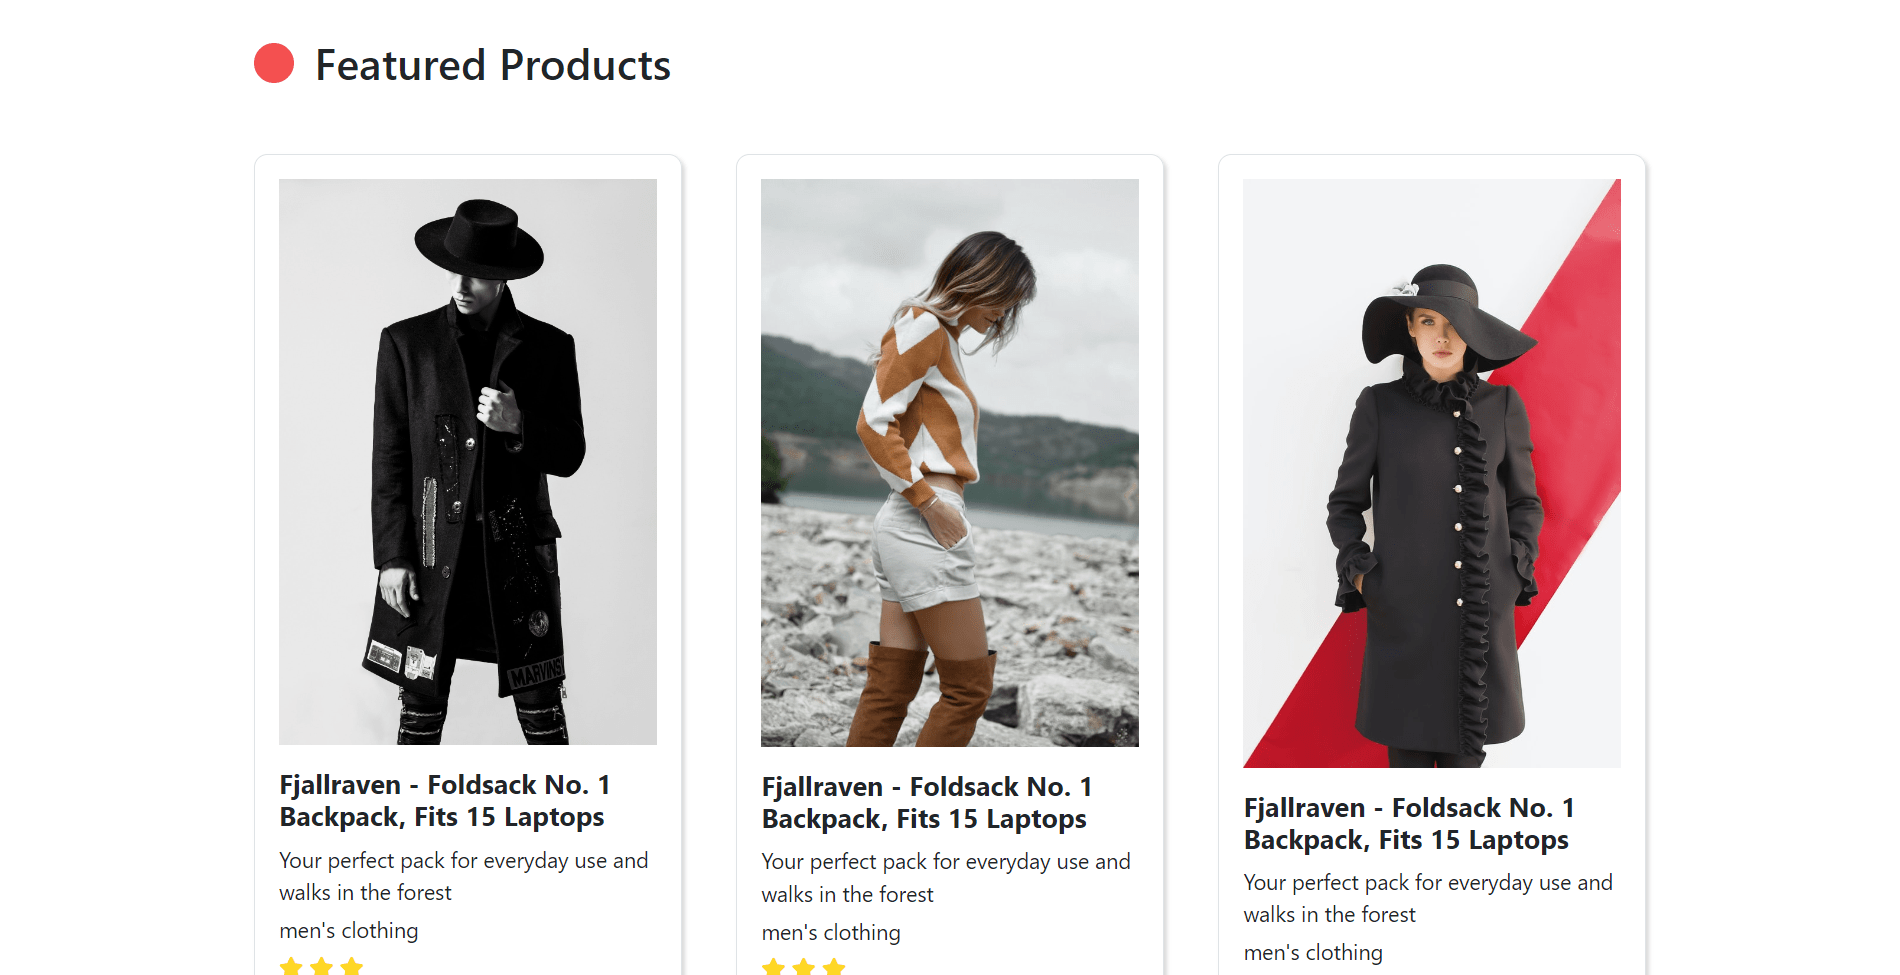 Featured Products
MARVINS
Fjallraven - Foldsack No. 1
Backpack, Fits 15 Laptops
Your perfect pack for everyday use and
walks in the forest
men's clothing
Fjallraven - Foldsack No. 1
Backpack, Fits 15 Laptops
Your perfect pack for everyday use and
walks in the forest
men's clothing
Fjallraven - Foldsack No. 1
Backpack, Fits 15 Laptops
Your perfect pack for everyday use and
walks in the forest
men's clothing